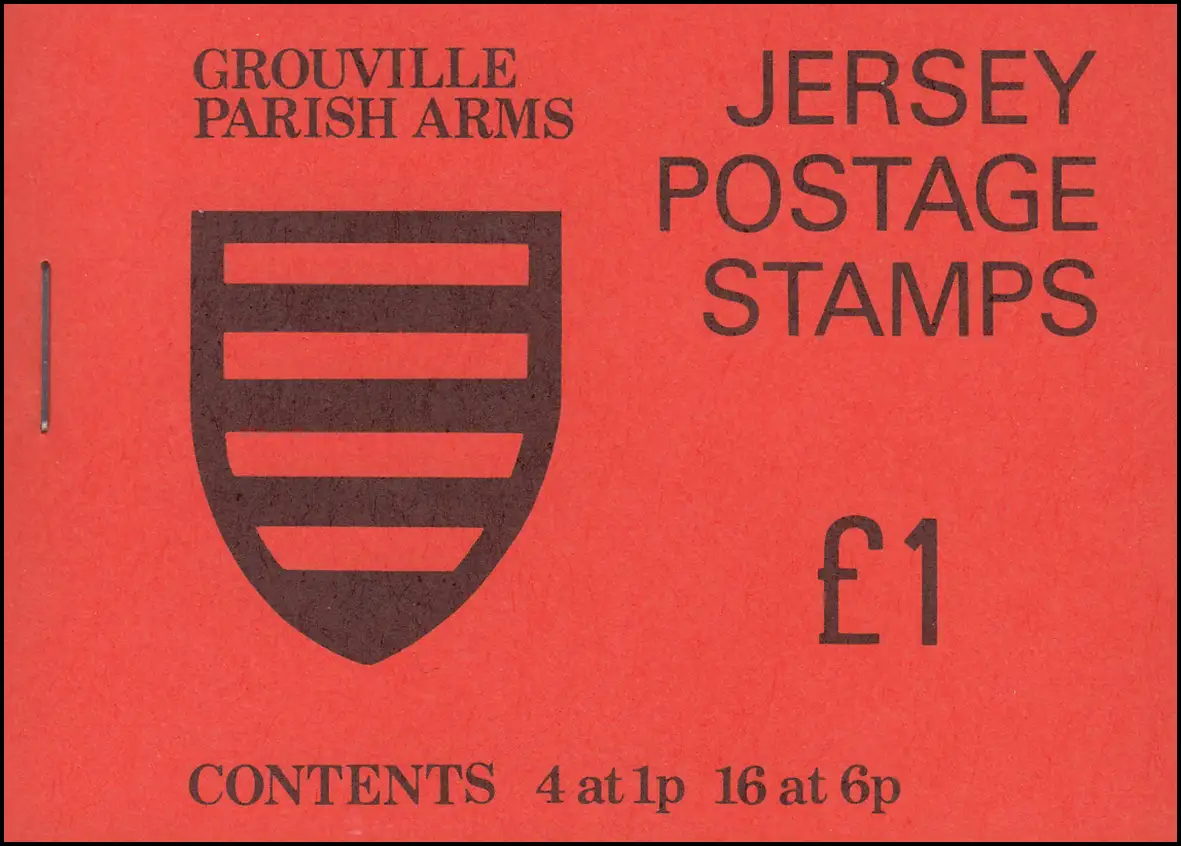 GROUVILLE
PARISH ARMS
JERSEY
POSTAGE
STAMPS
£1
CONTENTS 4 at 1p 16 at 6p